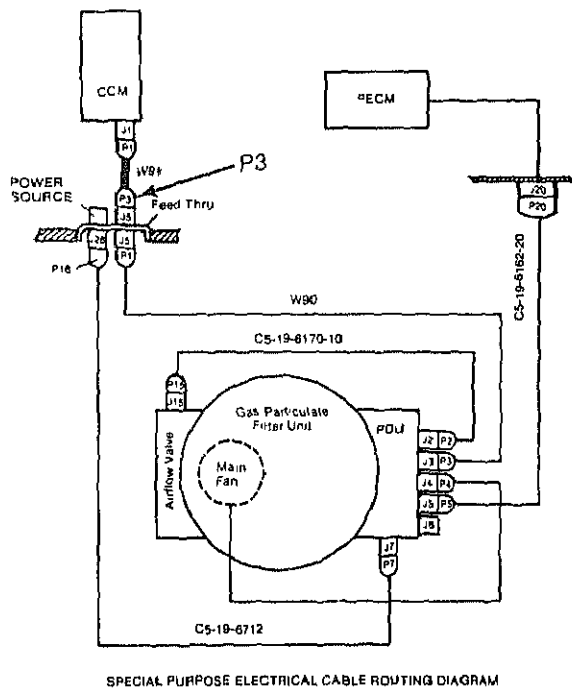 CCM
J1
P1
W91
P3
POWER
SOURCE
P3
Feed Thru
J5
J28
J5
P1
P16
ECM
J20
P20
C5-19-6162-20
W90
C5-19-6170-10
P15
J15
Airflow Valve
Gas Particulate
Filter Unit
Main
Fan
PDU
J2 P2
J3 P3
J4 P4
J5 P5
J6
J7
P7
C5-19-6712
SPECIAL PURPOSE ELECTRICAL CABLE ROUTING DIAGRAM